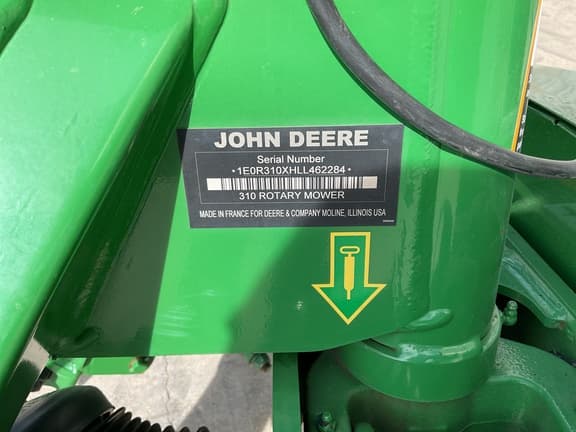 JOHN DEERE
Serial Number
•1E0R310XHLL462284•
310 ROTARY MOWER
MADE IN FRANCE FOR DEERE & COMPANY MOLINE, ILLINOIS USA